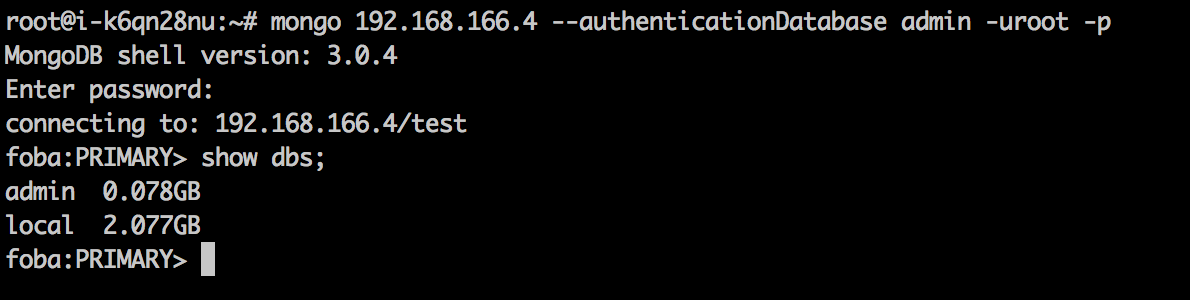 root@i-k6qn28nu:~# mongo 192.168.166.4 --authenticationDatabase admin -uroot -p
MongoDB shell version: 3.0.4
Enter password:
connecting to: 192.168.166.4/test
foba:PRIMARY> show dbs;
admin  0.078GB
local  2.077GB
foba:PRIMARY>